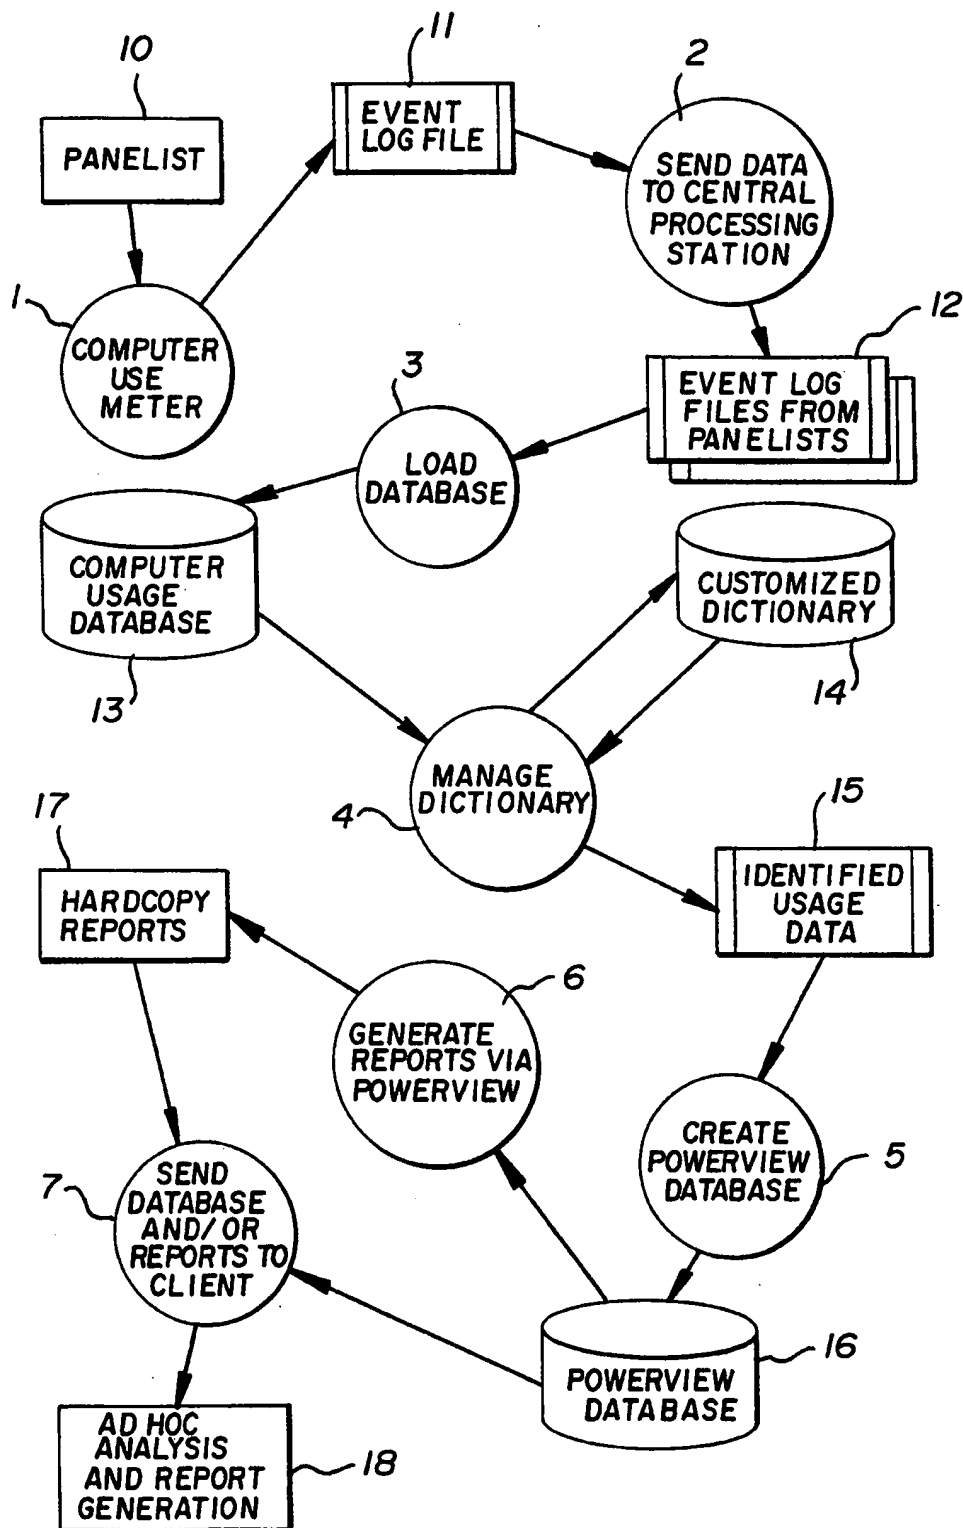 10
PANELIST
11
EVENT
LOG FILE
2
SEND DATA
TO CENTRAL
PROCESSING
STATION
1
COMPUTER
USE
METER
12
EVENT LOG
FILES FROM
PANELISTS
3
LOAD
DATABASE
COMPUTER
USAGE
DATABASE
13
CUSTOMIZED
DICTIONARY
14
MANAGE
DICTIONARY
4
15
IDENTIFIED
USAGE
DATA
17
HARDCOPY
REPORTS
6
GENERATE
REPORTS VIA
POWERVIEW
CREATE
POWERVIEW
DATABASE
5
7
SEND
DATABASE
AND/OR
REPORTS TO
CLIENT
16
POWERVIEW
DATABASE
AD HOC
ANALYSIS
AND REPORT
GENERATION
18